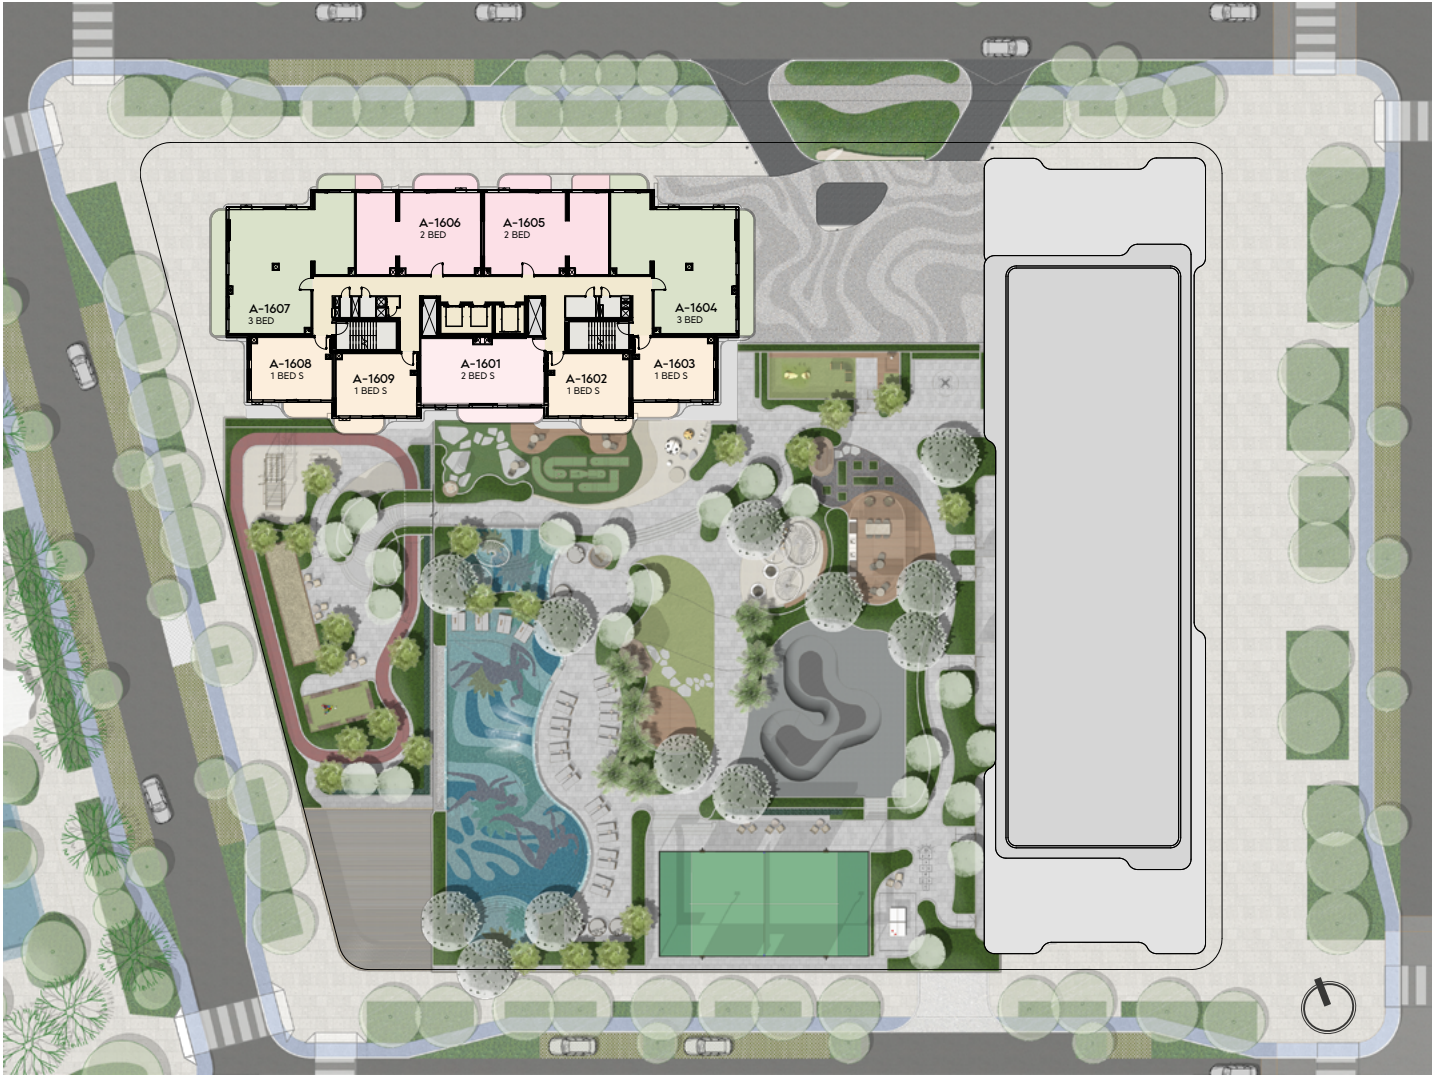 A-1606
2 BED
A-1605
2 BED
A-1607
3 BED
A-1604
3 BED
A-1608
1 BED S
A-1609
1 BED S
A-1601
2 BED S
A-1602
1 BED S
A-1603
1 BED S